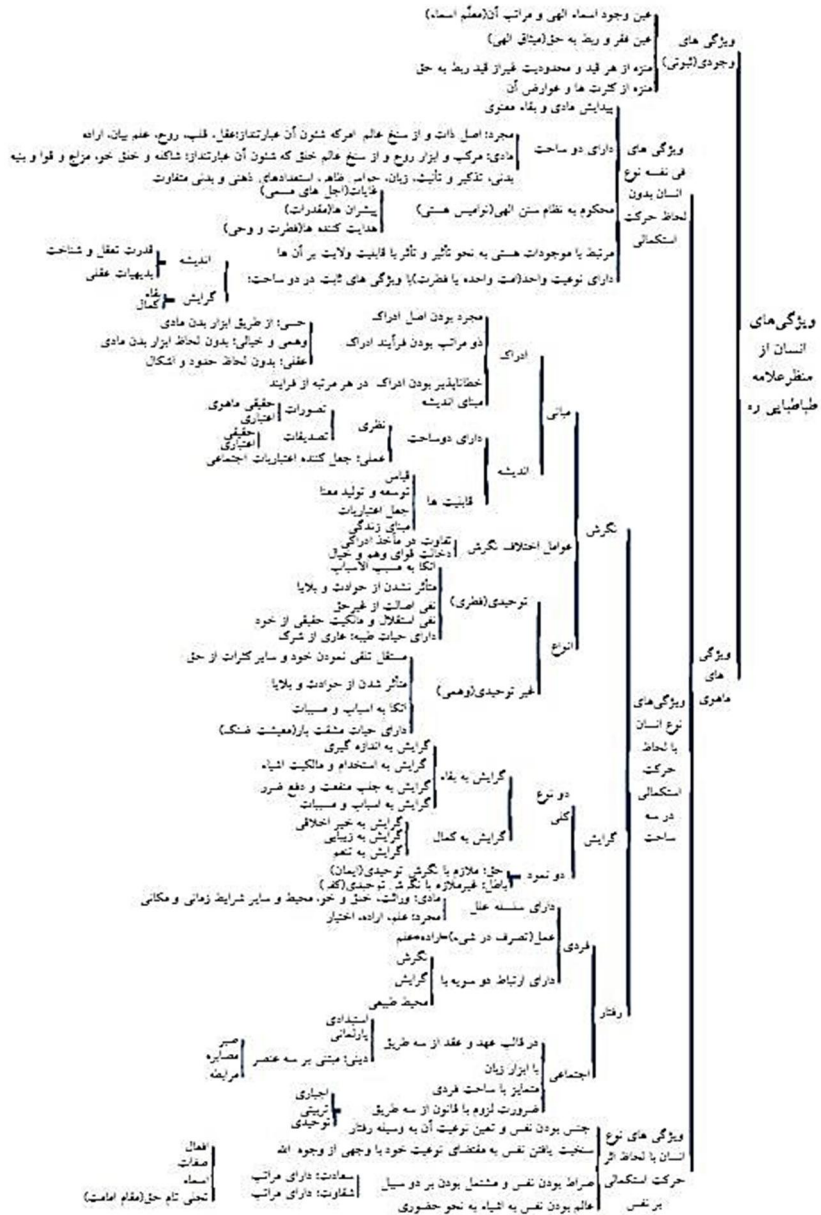 ویژگی‌های
انسان از
منظرعلامه
طباطبایی ره
ویژگی های
وجودی(ثبوتی)
عین وجود اسماء الهی و مراتب آن(معلّم اسماء)
عین فقر و ربط به حق(میثاق الهی)
منزه از هر قید و محدودیت غیراز قید ربط به حق
منزه از کثرت ها و عوارض آن
ویژگی
های
ماهوی
ویژگی های
فی نفسه نوع
انسان بدون
لحاظ حرکت
استکمالی
پیدایش مادی و بقاء معنوی
دارای دو ساحت
مجرد: اصل ذات و از سنخ عالم امرکه شئون آن عبارتنداز:عقل، قلب، روح، علم بیان، اراده
مادی: مرکب و ابزار روح و از سنخ عالم خلق که شئون آن عبارتنداز: شاکله و خلق خو، مزاج و قوا و بنیه
بدنی، تذکیر و تأنیث، زبان، حواس ظاهر، استعدادهای ذهنی و بدنی متفاوت
محکوم به نظام سنن الهی(نوامیس هستی)
غایات(اجل های مسمی)
پیشران ها(مقدرات)
هدایت کننده ها(فطرت و وحی)
مرتبط با موجودات هستی به نحو تأثیر و تأثر با قابلیت ولایت بر آن ها
دارای نوعیت واحد(امت واحده یا فطرت)با ویژگی های ثابت در دو ساحت:
اندیشه
قدرت تعقل و شناخت
بدیهیات عقلی
گرایش
بقاء
کمال
ویژگی‌های
نوع انسان
با لحاظ
حرکت
استکمالی
در سه
ساحت
نگرش
مبانی
ادراک
مجرد بودن اصل ادراک
ذو مراتب بودن فرآیند ادراک
حسی: از طریق ابزار بدن مادی
وهمی و خیالی: بدون لحاظ ابزار بدن مادی
عقلی: بدون لحاظ حدود و اشکال
خطاناپذیر بودن ادراک در هر مرتبه از فرایند
مبنای اندیشه
اندیشه
دارای دوساحت
نظری
تصورات
حقیقی ماهوی
اعتباری
تصدیقات
حقیقی
اعتباری
عملی: جعل کننده اعتباریات اجتماعی
قابلیت ها
قیاس
توسعه و تولید معنا
جعل اعتباریات
مبنای زندگی
عوامل اختلاف نگرش
تفاوت در مأخذ ادراکی
دخالت قوای وهم و خیال
انواع
توحیدی(فطری)
اتکا به مسبب الاسباب
متأثر نشدن از حوادث و بلایا
نفی اصالت از غیرحق
نفی استقلال و مالکیت حقیقی از خود
دارای حیات طیبه: عاری از شرک
غیر توحیدی(وهمی)
مستقل تلقی نمودن خود و سایر کثرات از حق
متأثر شدن از حوادث و بلایا
اتکا به اسباب و مسببات
دارای حیات مشقت بار(معیشت ضنک)
گرایش
دو نوع
کلی
گرایش به بقاء
گرایش به اندازه گیری
گرایش به استخدام و مالکیت اشیاء
گرایش به جلب منفعت و دفع ضرر
گرایش به اسباب و مسببات
گرایش به کمال
گرایش به خیر اخلاقی
گرایش به زیبایی
گرایش به تنعم
دو نمود
حق: ملازم با نگرش توحیدی(ایمان)
باطل: غیرملازم با نگرش توحیدی(کفر)
رفتار
فردی
دارای سلسله علل
مادی: وراثت، خلق و خو، محیط و سایر شرایط زمانی و مکانی
مجرد: علم، اراده، اختیار
عمل(تصرف در شیء)=اراده+علم
دارای ارتباط دو سویه با
نگرش
گرایش
محیط طبیعی
اجتماعی
در قالب عهد و عقد از سه طریق
استبدادی
پارلمانی
دینی: مبتنی بر سه عنصر
صبر
مصابره
مرابطه
با ابزار زبان
متمایز با ساحت فردی
ضرورت لزوم با قانون از سه طریق
اجباری
تربیتی
توحیدی
ویژگی های نوع
انسان با لحاظ اثر
حرکت استکمالی
بر نفس
جنس بودن نفس و تعین نوعیت آن به وسیله رفتار
سنخیت یافتن نفس به مقتضای نوعیت خود با وجهی از وجوه الله
افعال
صفات
اسماء
تجلی تام حق(مقام امامت)
صراط بودن نفس و مشتمل بودن بر دو سبیل
سعادت: دارای مراتب
شقاوت: دارای مراتب
عالم بودن نفس به اشیاء به نحو حضوری